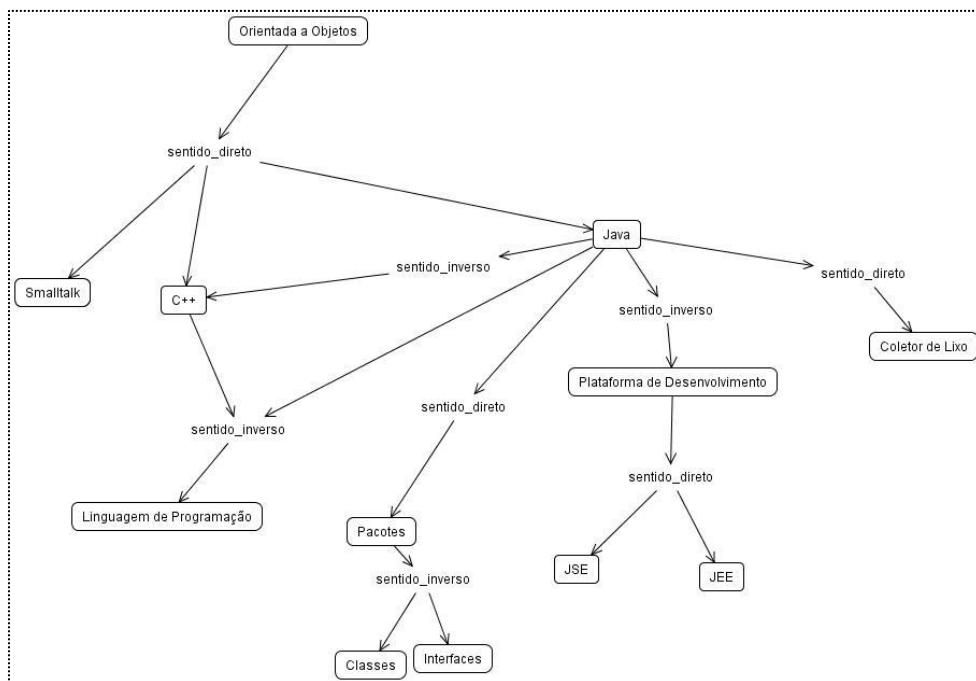 Orientada a Objetos
sentido_direto
Java
sentido_inverso
sentido_direto
Smalltalk
C++
sentido_inverso
Coletor de Lixo
Plataforma de Desenvolvimento
sentido_direto
sentido_inverso
sentido_direto
Linguagem de Programação
Pacotes
JSE
JEE
sentido_inverso
Classes
Interfaces